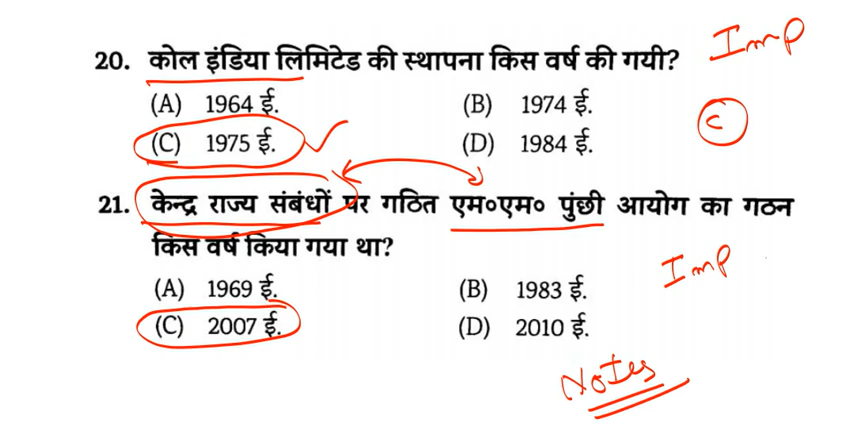 20. कोल इंडिया लिमिटेड की स्थापना किस वर्ष की गयी? Imp
(A) 1964 ई. (B) 1974 ई.
(C) 1975 ई. (D) 1984 ई. C
21. केन्द्र राज्य संबंधों पर गठित एम०एम० पुंछी आयोग का गठन
किस वर्ष किया गया था?
Imp
(A) 1969 ई. (B) 1983 ई.
(C) 2007 ई. (D) 2010 ई.
Notes